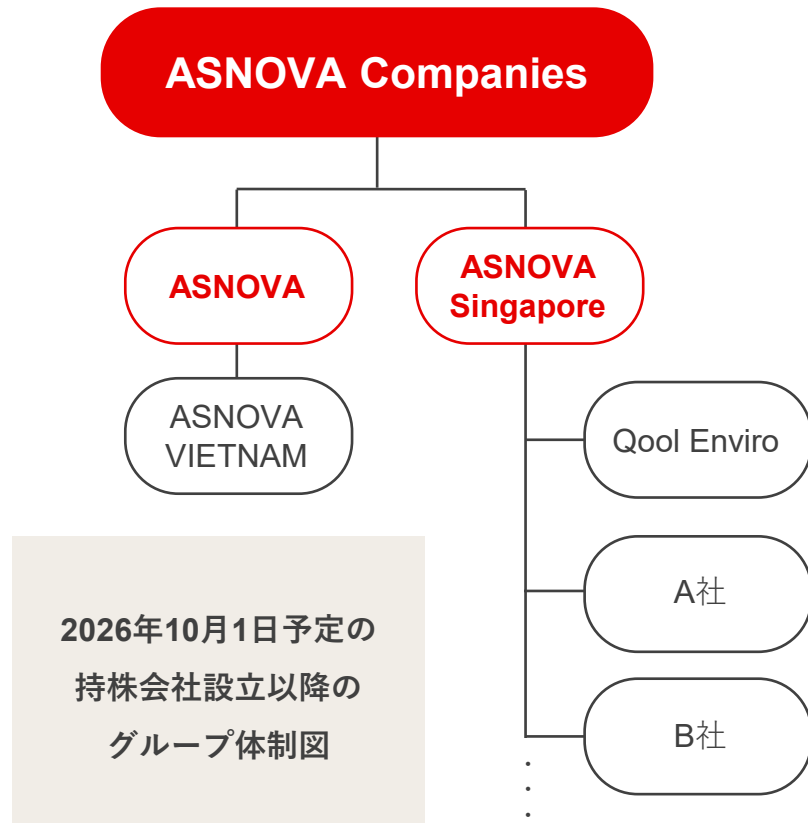 ASNOVA Companies
ASNOVA
ASNOVA
Singapore
ASNOVA
VIETNAM
Qool Enviro
A社
B社
2026年10月1日予定の
持株会社設立以降の
グループ体制図